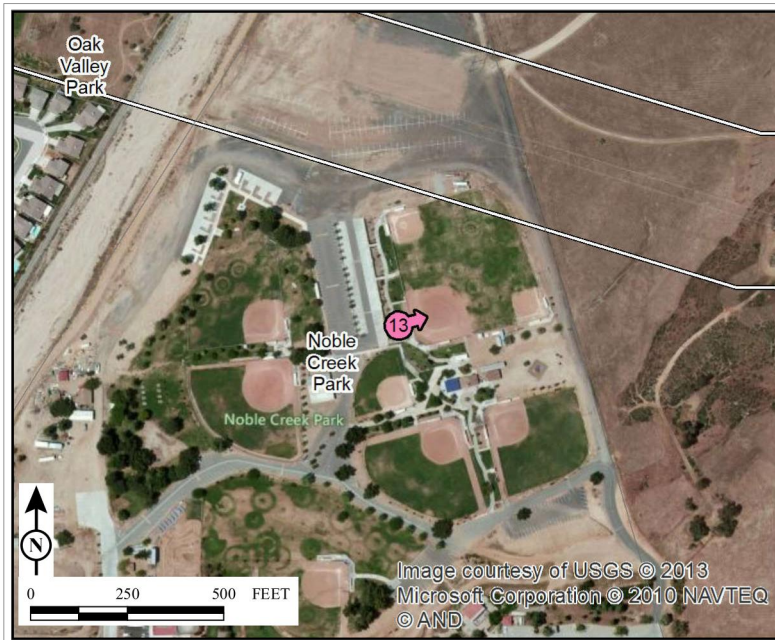 Oak
Valley
Park
13
Noble
Creek
Park
Noble Creek Park
N
0 250 500 FEET
Image courtesy of USGS © 2013
Microsoft Corporation © 2010 NAVTEQ
© AND